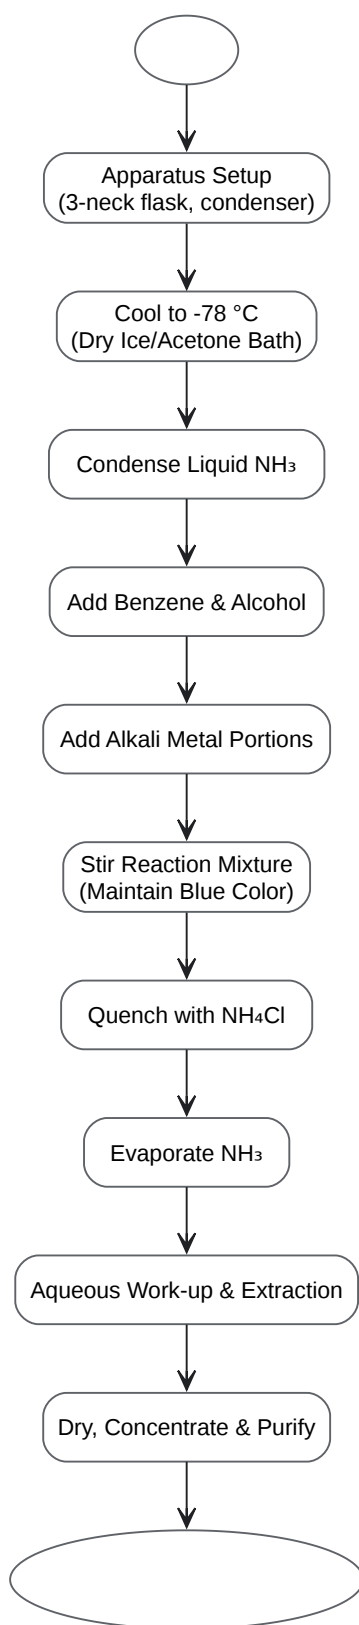 Apparatus Setup
(3-neck flask, condenser)
Cool to -78 °C
(Dry Ice/Acetone Bath)
Condense Liquid NH₃
Add Benzene & Alcohol
Add Alkali Metal Portions
Stir Reaction Mixture
(Maintain Blue Color)
Quench with NH₄Cl
Evaporate NH₃
Aqueous Work-up & Extraction
Dry, Concentrate & Purify